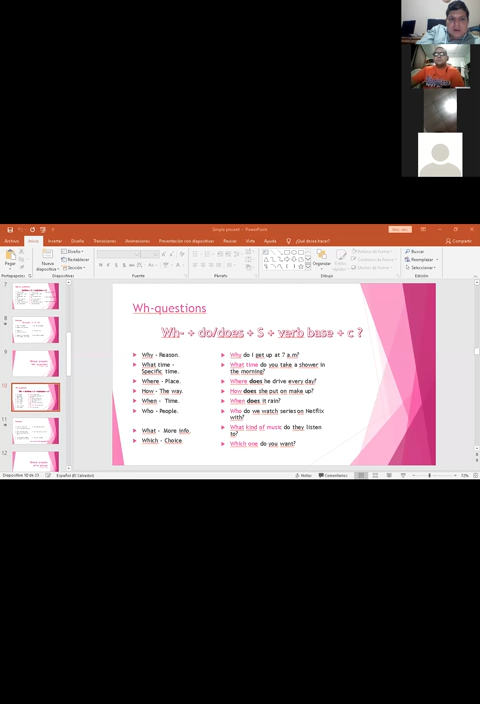 Simple present - PowerPoint
Archivo Inicio Insertar Diseño Transiciones Animaciones Presentación con diapositivas Revisar Vista Ayuda ¿Qué desea hacer? Compartir
Pegar
Nueva diapositiva
Diseño
Restablecer
Sección
Organizar
Buscar
Reemplazar
Seleccionar
Portapapeles Diapositivas Fuente Párrafo Dibujo Edición
7
8
9
10
11
12
Wh-questions
Wh- + do/does + S + verb base + c ?
Why - Reason.
What time -
Specific time.
Where - Place.
How - The way.
When - Time.
Who - People.
What - More info.
Which - Choice
Why do I get up at 7 a.m?
What time do you take a shower in
the morning?
Where does he drive every day?
How does she put on make up?
When does it rain?
Who do we watch series on Netflix
with?
What kind of music do they listen
to?
Which one do you want?
Español (El Salvador)
Notas Comentarios
72%